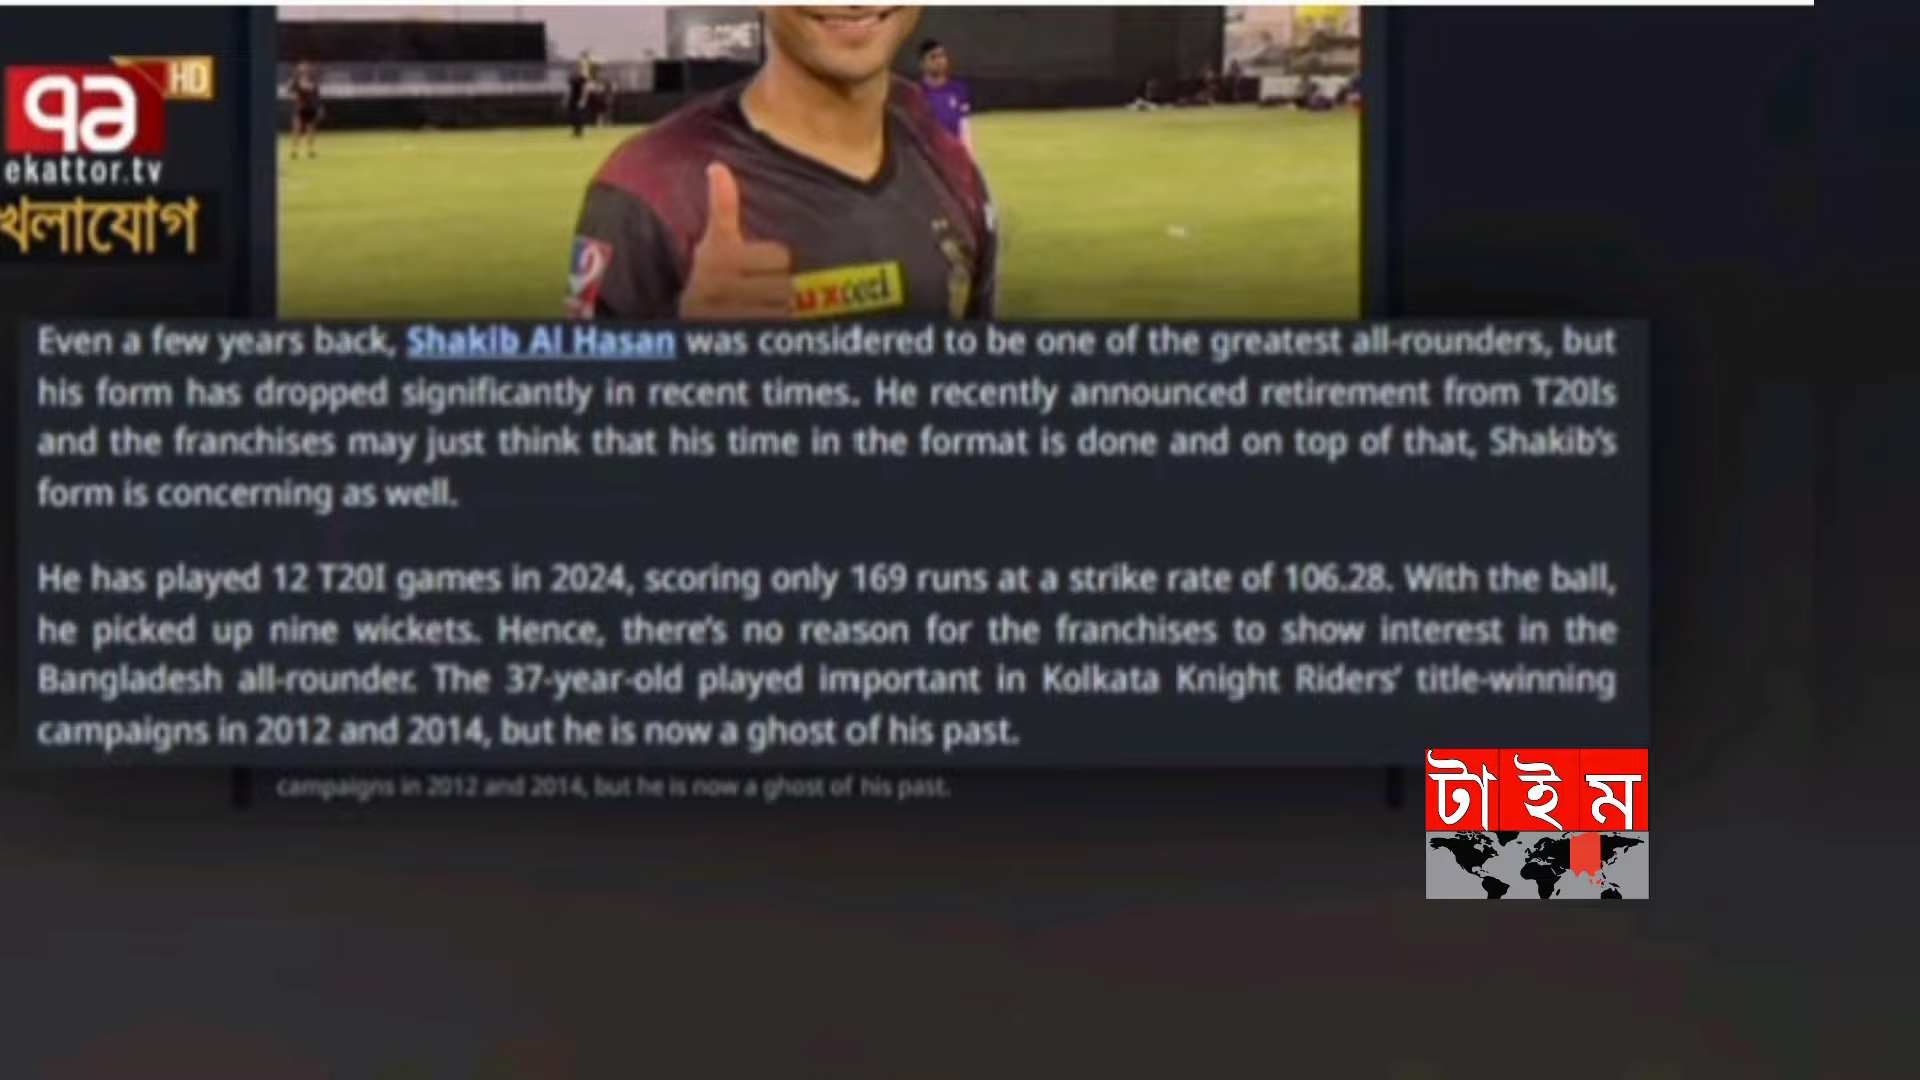 HD
ekattor.tv
খেলাযোগ
Even a few years back, Shakib Al Hasan was considered to be one of the greatest all-rounders, but
his form has dropped significantly in recent times. He recently announced retirement from T20Is
and the franchises may just think that his time in the format is done and on top of that, Shakib's
form is concerning as well.
He has played 12 T20I games in 2024, scoring only 169 runs at a strike rate of 106.28. With the ball,
he picked up nine wickets. Hence, there's no reason for the franchises to show interest in the
Bangladesh all-rounder. The 37-year-old played important in Kolkata Knight Riders' title-winning
campaigns in 2012 and 2014, but he is now a ghost of his past.
campaigns in 2012 and 2014, but he is now a ghost of his past.
টাইম